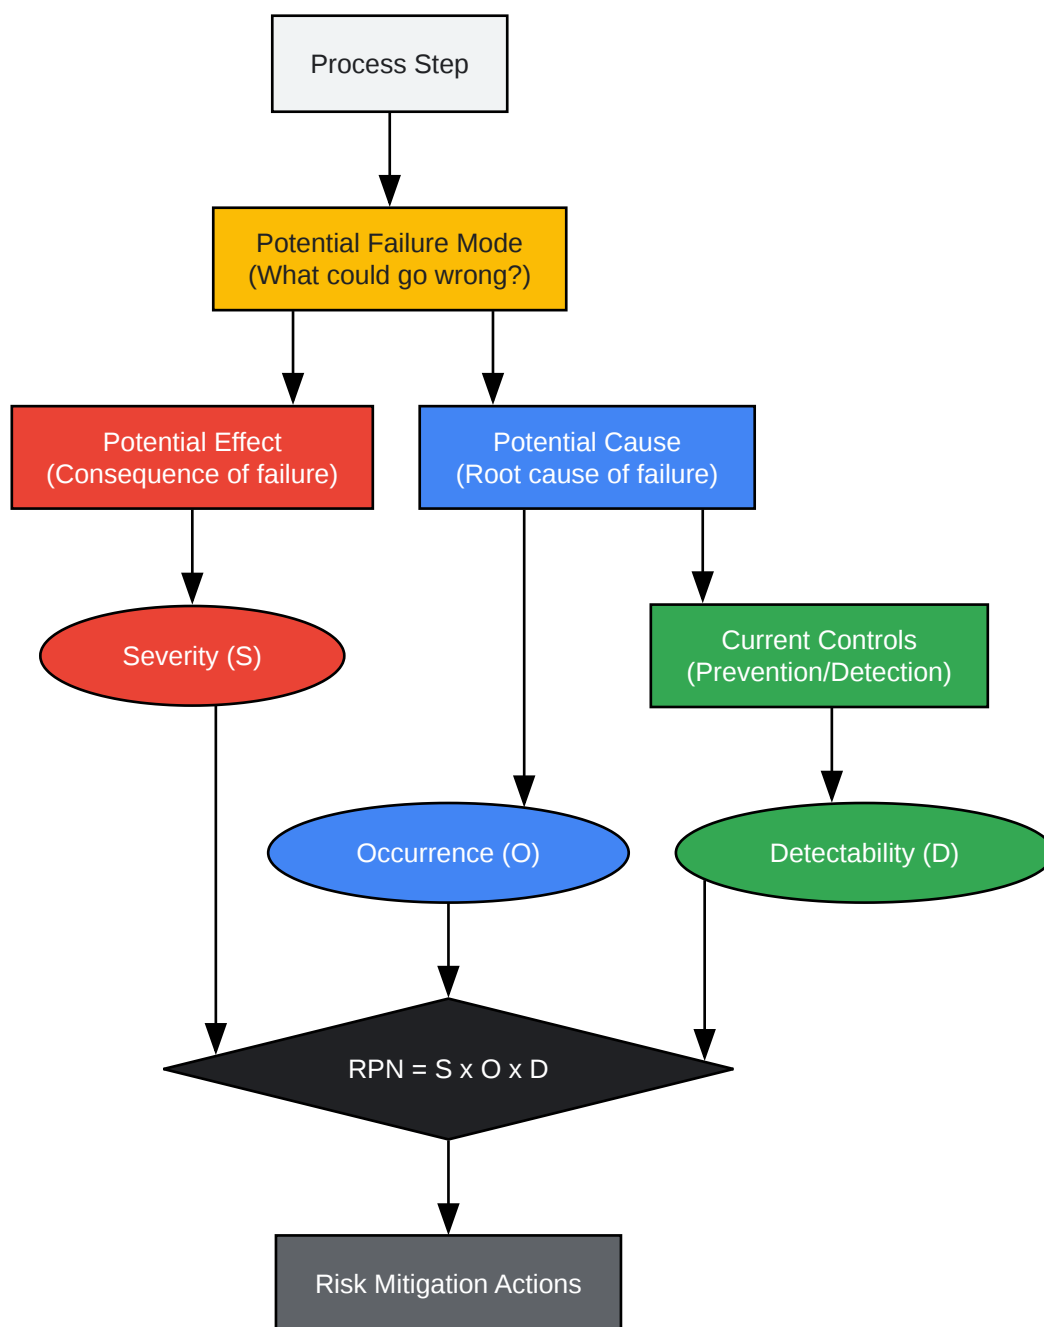 Process Step
Potential Failure Mode
(What could go wrong?)
Potential Effect
(Consequence of failure)
Potential Cause
(Root cause of failure)
Severity (S)
Current Controls
(Prevention/Detection)
Occurrence (O)
Detectability (D)
RPN = S x O x D
Risk Mitigation Actions